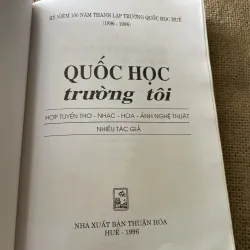 KỶ NIỆM 100 NĂM THÀNH LẬP TRƯỜNG QUỐC HỌC HUẾ
(1896 - 1996)
QUỐC HỌC
trường tôi
HỢP TUYỂN THƠ - NHẠC - HỌA - ẢNH NGHỆ THUẬT
NHIỀU TÁC GIẢ
NHÀ XUẤT BẢN THUẬN HÓA
HUẾ - 1996